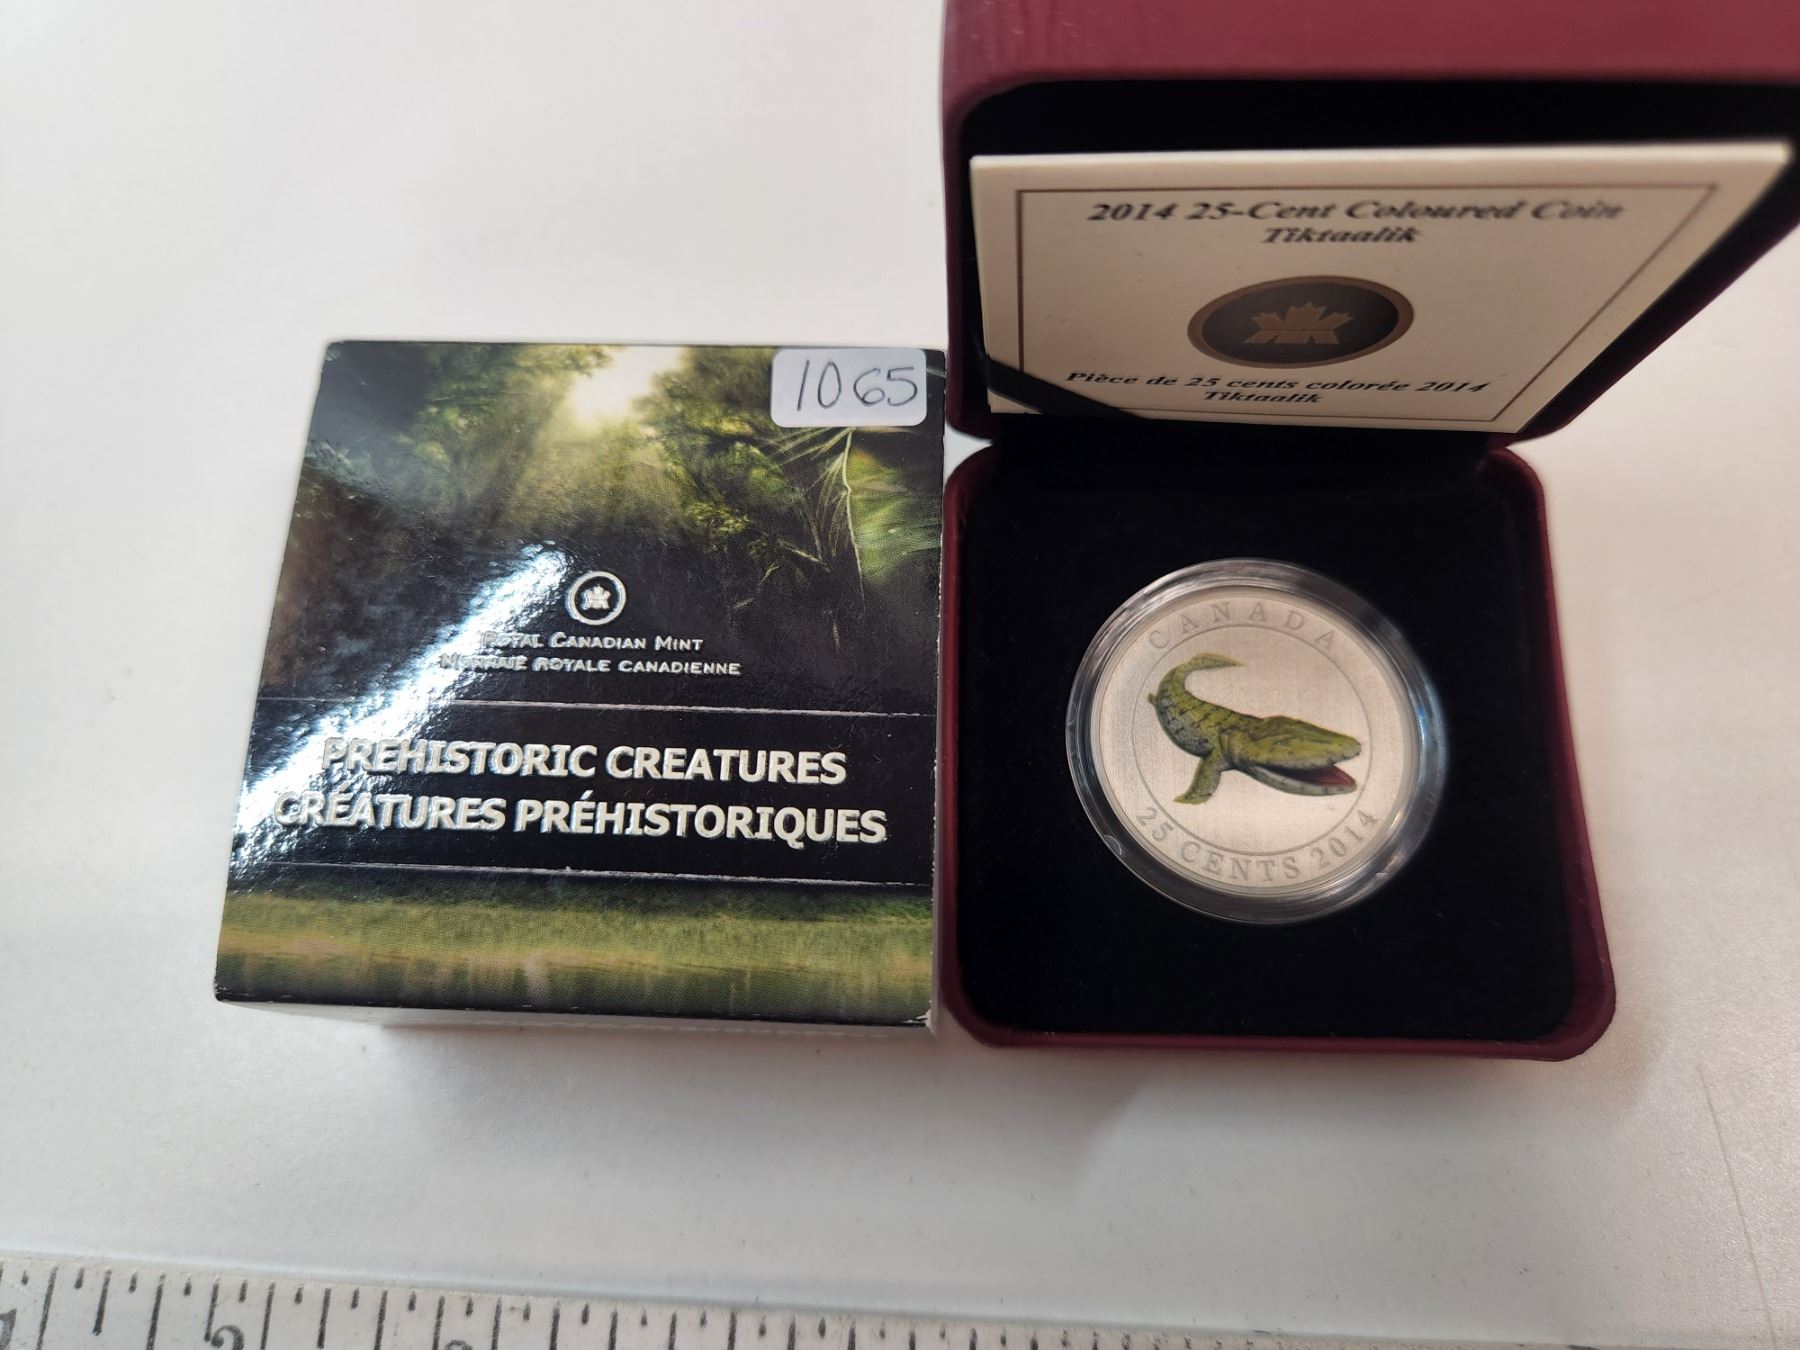 1065
ROYAL CANADIAN MINT
MONNAIE ROYALE CANADIENNE
PREHISTORIC CREATURES
CRÉATURES PRÉHISTORIQUES
2014 25-Cent Coloured Coin
Tiktaalik
Pièce de 25 cents colorée 2014
Tiktaalik
CANADA
25 CENTS 2014